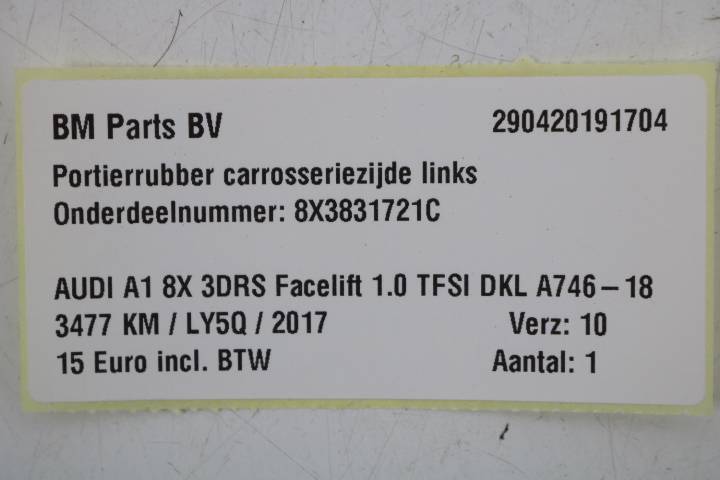 BM Parts BV 290420191704
Portierrubber carrosseriezijde links
Onderdeelnummer: 8X3831721C
AUDI A1 8X 3DRS Facelift 1.0 TFSI DKL A746-18
3477 KM / LY5Q / 2017 Verz: 10
15 Euro incl. BTW Aantal: 1